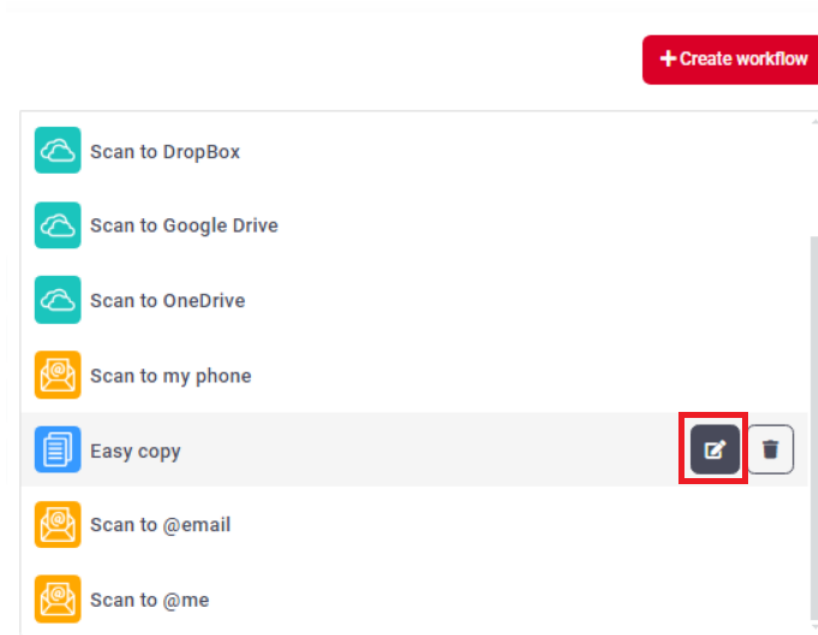 + Create workflow
Scan to DropBox
Scan to Google Drive
Scan to OneDrive
Scan to my phone
Easy copy
Scan to @email
Scan to @me